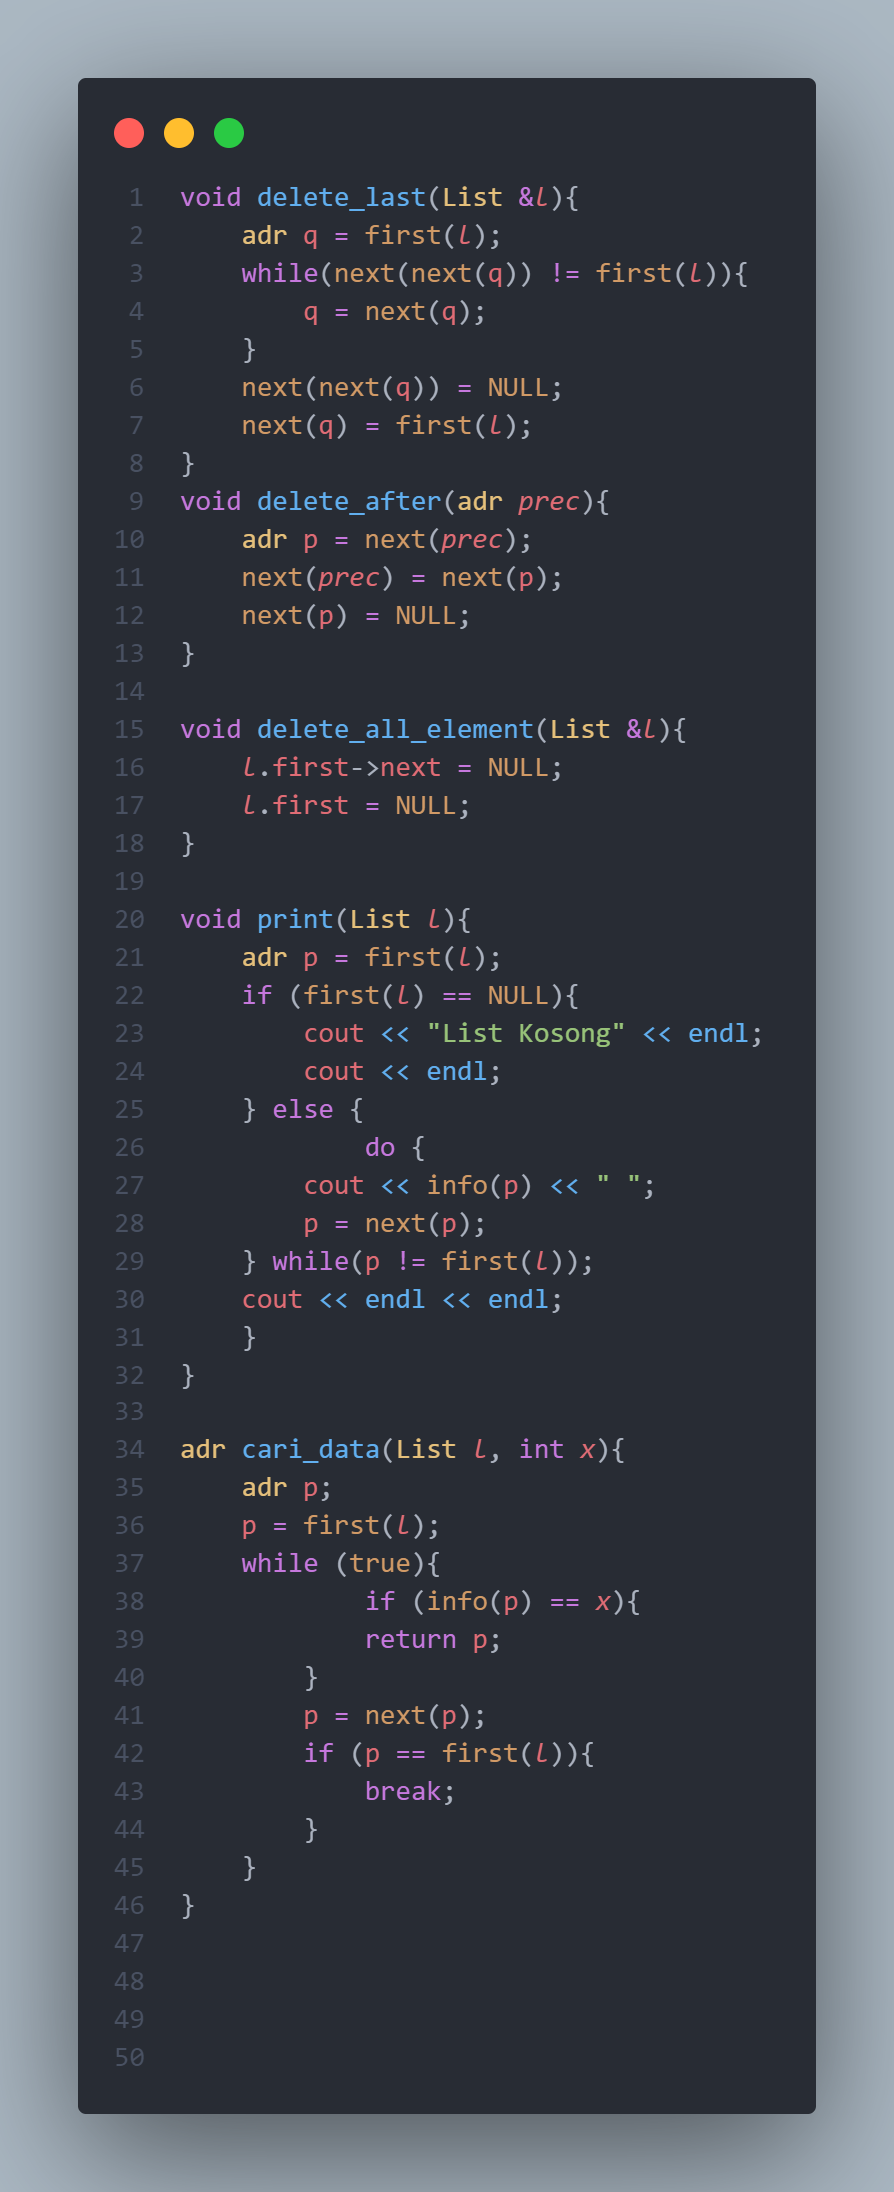 1 void delete_last(List &l){
2     adr q = first(l);
3     while(next(next(q)) != first(l)){
4         q = next(q);
5     }
6     next(next(q)) = NULL;
7     next(q) = first(l);
8 }
9 void delete_after(adr prec){
10     adr p = next(prec);
11     next(prec) = next(p);
12     next(p) = NULL;
13 }
14
15 void delete_all_element(List &l){
16     l.first->next = NULL;
17     l.first = NULL;
18 }
19
20 void print(List l){
21     adr p = first(l);
22     if (first(l) == NULL){
23         cout << "List Kosong" << endl;
24         cout << endl;
25     } else {
26             do {
27         cout << info(p) << " ";
28         p = next(p);
29     } while(p != first(l));
30     cout << endl << endl;
31     }
32 }
33
34 adr cari_data(List l, int x){
35     adr p;
36     p = first(l);
37     while (true){
38             if (info(p) == x){
39             return p;
40         }
41         p = next(p);
42         if (p == first(l)){
43             break;
44         }
45     }
46 }
47
48
49
50